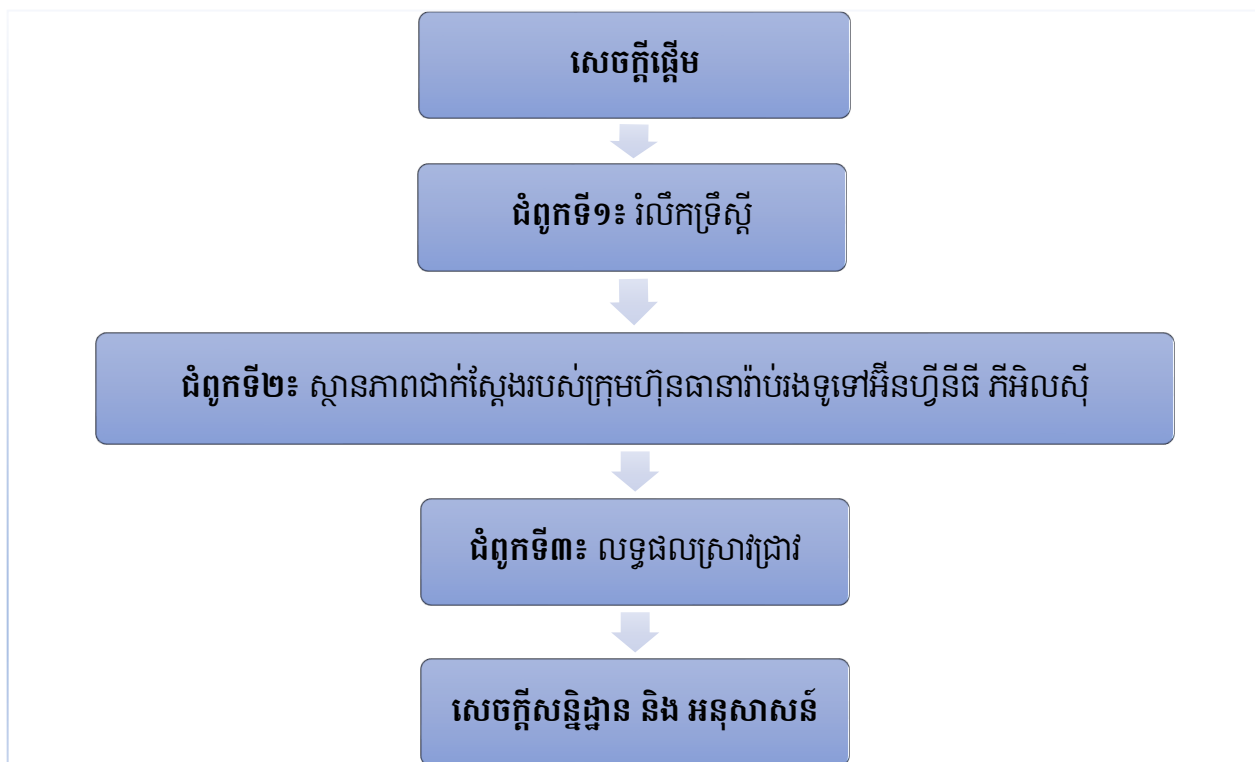 សេចក្តីផ្តើម
ជំពូកទី១៖ រំលឹកទ្រឹស្តី
ជំពូកទី២៖ ស្ថានភាពជាក់ស្តែងរបស់ក្រុមហ៊ុនធានារ៉ាប់រងទូទៅអ៊ីនហ្វីនីធី ភីអិលស៊ី
ជំពូកទី៣៖ លទ្ធផលស្រាវជ្រាវ
សេចក្តីសន្និដ្ឋាន និង អនុសាសន៍